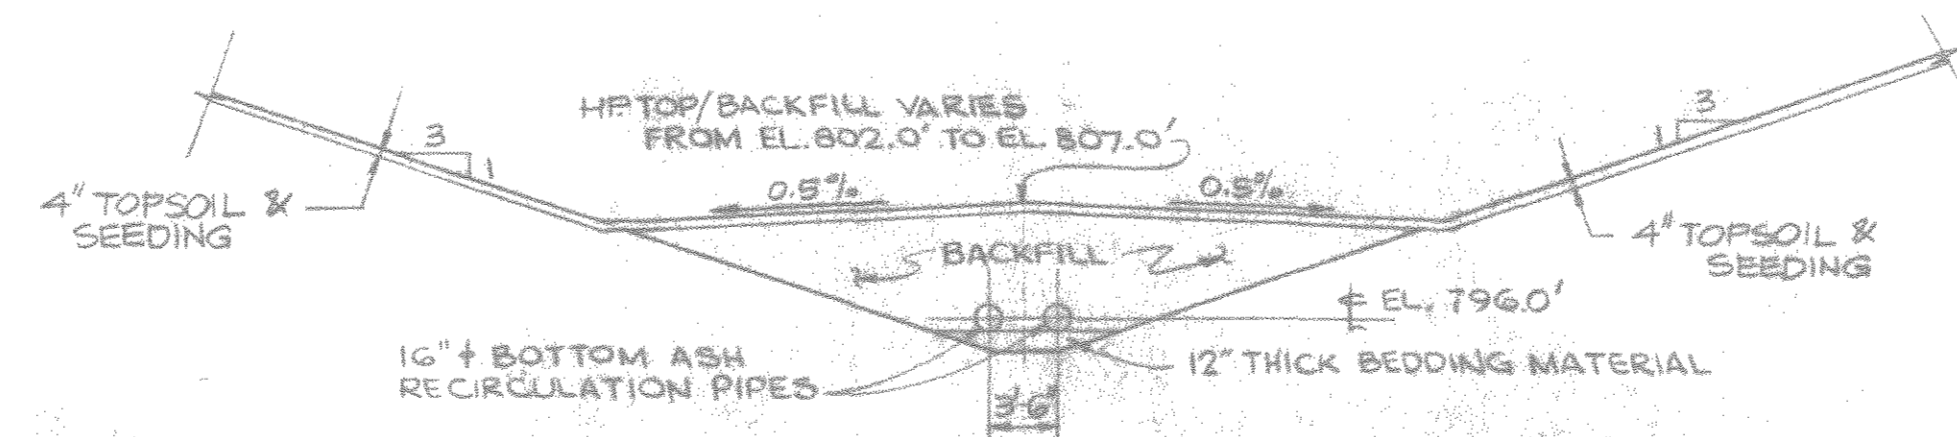 HP TOP/BACKFILL VARIES
FROM EL. 802.0' TO EL. 807.0'
3
1
3
1
0.5%
0.5%
4" TOPSOIL &
SEEDING
4" TOPSOIL &
SEEDING
BACKFILL
℄ EL. 796.0'
16" ϕ BOTTOM ASH
RECIRCULATION PIPES
12" THICK BEDDING MATERIAL
3'-6"